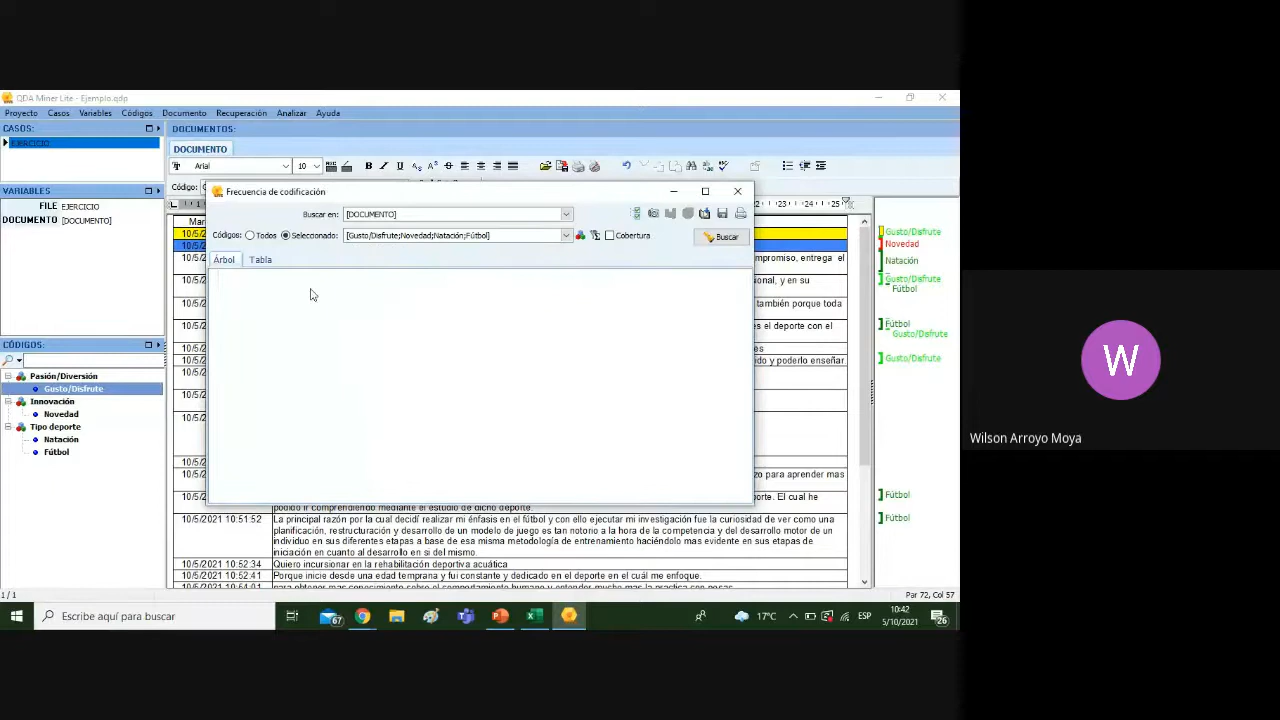 QDA Miner Lite - Ejemplo.qdp
Proyecto Casos Variables Códigos Documento Recuperación Analizar Ayuda
CASOS:
EJERCICIO
VARIABLES
FILE EJERCICIO
DOCUMENTO [DOCUMENTO]
CÓDIGOS:
Pasión/Diversión
Gusto/Disfrute
Innovación
Novedad
Tipo deporte
Natación
Fútbol
1 / 1
DOCUMENTOS:
DOCUMENTO
Arial 10
Código:
Frecuencia de codificación
Buscar en: [DOCUMENTO]
Códigos: Todos Seleccionado: [Gusto/Disfrute;Novedad;Natación;Fútbol] Cobertura Buscar
Árbol Tabla
compromiso, entrega el
ional, y en su
también porque toda
es el deporte con el
ido y poderlo enseñar
zo para aprender mas
porte. El cual he
podido ir comprendiendo mediante el estudio de dicho deporte.
10/5/2021 10:51:52 La principal razón por la cual decidí realizar mi énfasis en el fútbol y con ello ejecutar mi investigación fue la curiosidad de ver como una
planificación, restructuración y desarrollo de un modelo de juego es tan notorio a la hora de la competencia y del desarrollo motor de un
individuo en sus diferentes etapas a base de esa misma metodología de entrenamiento haciéndolo mas evidente en sus etapas de
iniciación en cuanto al desarrollo en si del mismo.
10/5/2021 10:52:34 Quiero incursionar en la rehabilitación deportiva acuática
10/5/2021 10:52:41 Porque inicie desde una edad temprana y fui constante y dedicado en el deporte en el cuál me enfoque.
Gusto/Disfrute
Novedad
Natación
Gusto/Disfrute
Fútbol
Fútbol
Gusto/Disfrute
Gusto/Disfrute
Fútbol
Fútbol
Par 72, Col 57
Escribe aquí para buscar
67
17°C
ESP
10:42
5/10/2021
26
W
Wilson Arroyo Moya